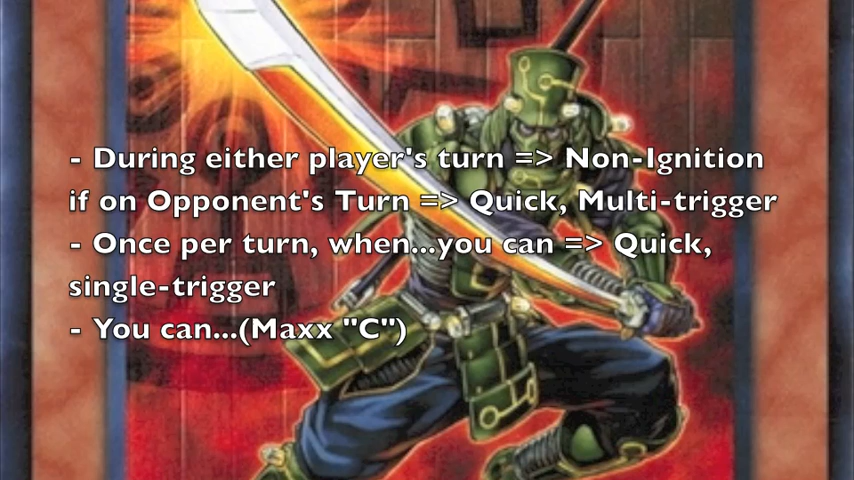 - During either player's turn => Non-Ignition
if on Opponent's Turn => Quick, Multi-trigger
- Once per turn, when...you can => Quick,
single-trigger
- You can...(Maxx "C")